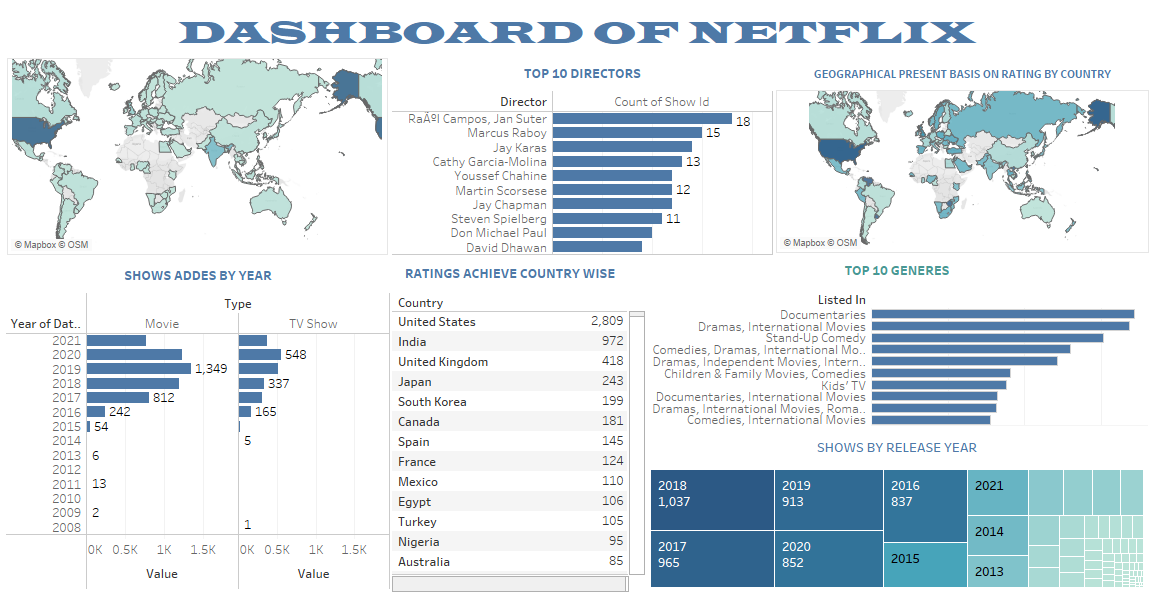 DASHBOARD OF NETFLIX
© Mapbox © OSM
TOP 10 DIRECTORS
Director Count of Show Id
RaÃºl Campos, Jan Suter 18
Marcus Raboy 15
Jay Karas
Cathy Garcia-Molina 13
Youssef Chahine
Martin Scorsese 12
Jay Chapman
Steven Spielberg 11
Don Michael Paul
David Dhawan
GEOGRAPHICAL PRESENT BASIS ON RATING BY COUNTRY
© Mapbox © OSM
SHOWS ADDES BY YEAR
Type
Year of Dat.. Movie TV Show
2021
2020 548
2019 1,349
2018 337
2017 812
2016 242 165
2015 54
2014 5
2013 6
2012
2011 13
2010
2009 2
2008 1
0K 0.5K 1K 1.5K 0K 0.5K 1K 1.5K
Value Value
RATINGS ACHIEVE COUNTRY WISE
Country
United States 2,809
India 972
United Kingdom 418
Japan 243
South Korea 199
Canada 181
Spain 145
France 124
Mexico 110
Egypt 106
Turkey 105
Nigeria 95
Australia 85
TOP 10 GENERES
Listed In
Documentaries
Dramas, International Movies
Stand-Up Comedy
Comedies, Dramas, International Mo..
Dramas, Independent Movies, Intern..
Children & Family Movies, Comedies
Kids' TV
Documentaries, International Movies
Dramas, International Movies, Roma..
Comedies, International Movies
SHOWS BY RELEASE YEAR
2018
1,037
2019
913
2016
837
2021
2017
965
2020
852
2015
2014
2013